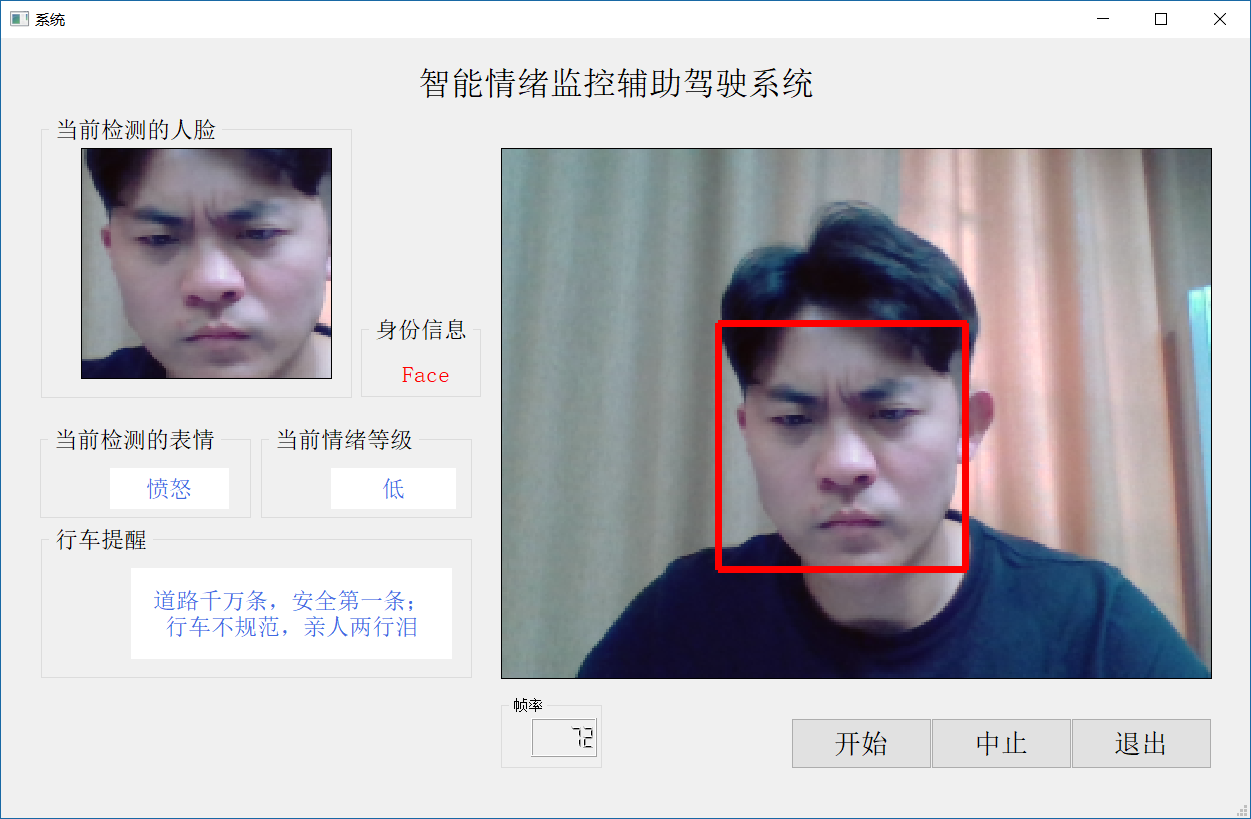 系统
智能情绪监控辅助驾驶系统
当前检测的人脸
身份信息
Face
当前检测的表情
愤怒
当前情绪等级
低
行车提醒
道路千万条，安全第一条；
行车不规范，亲人两行泪
帧率
72
开始
中止
退出